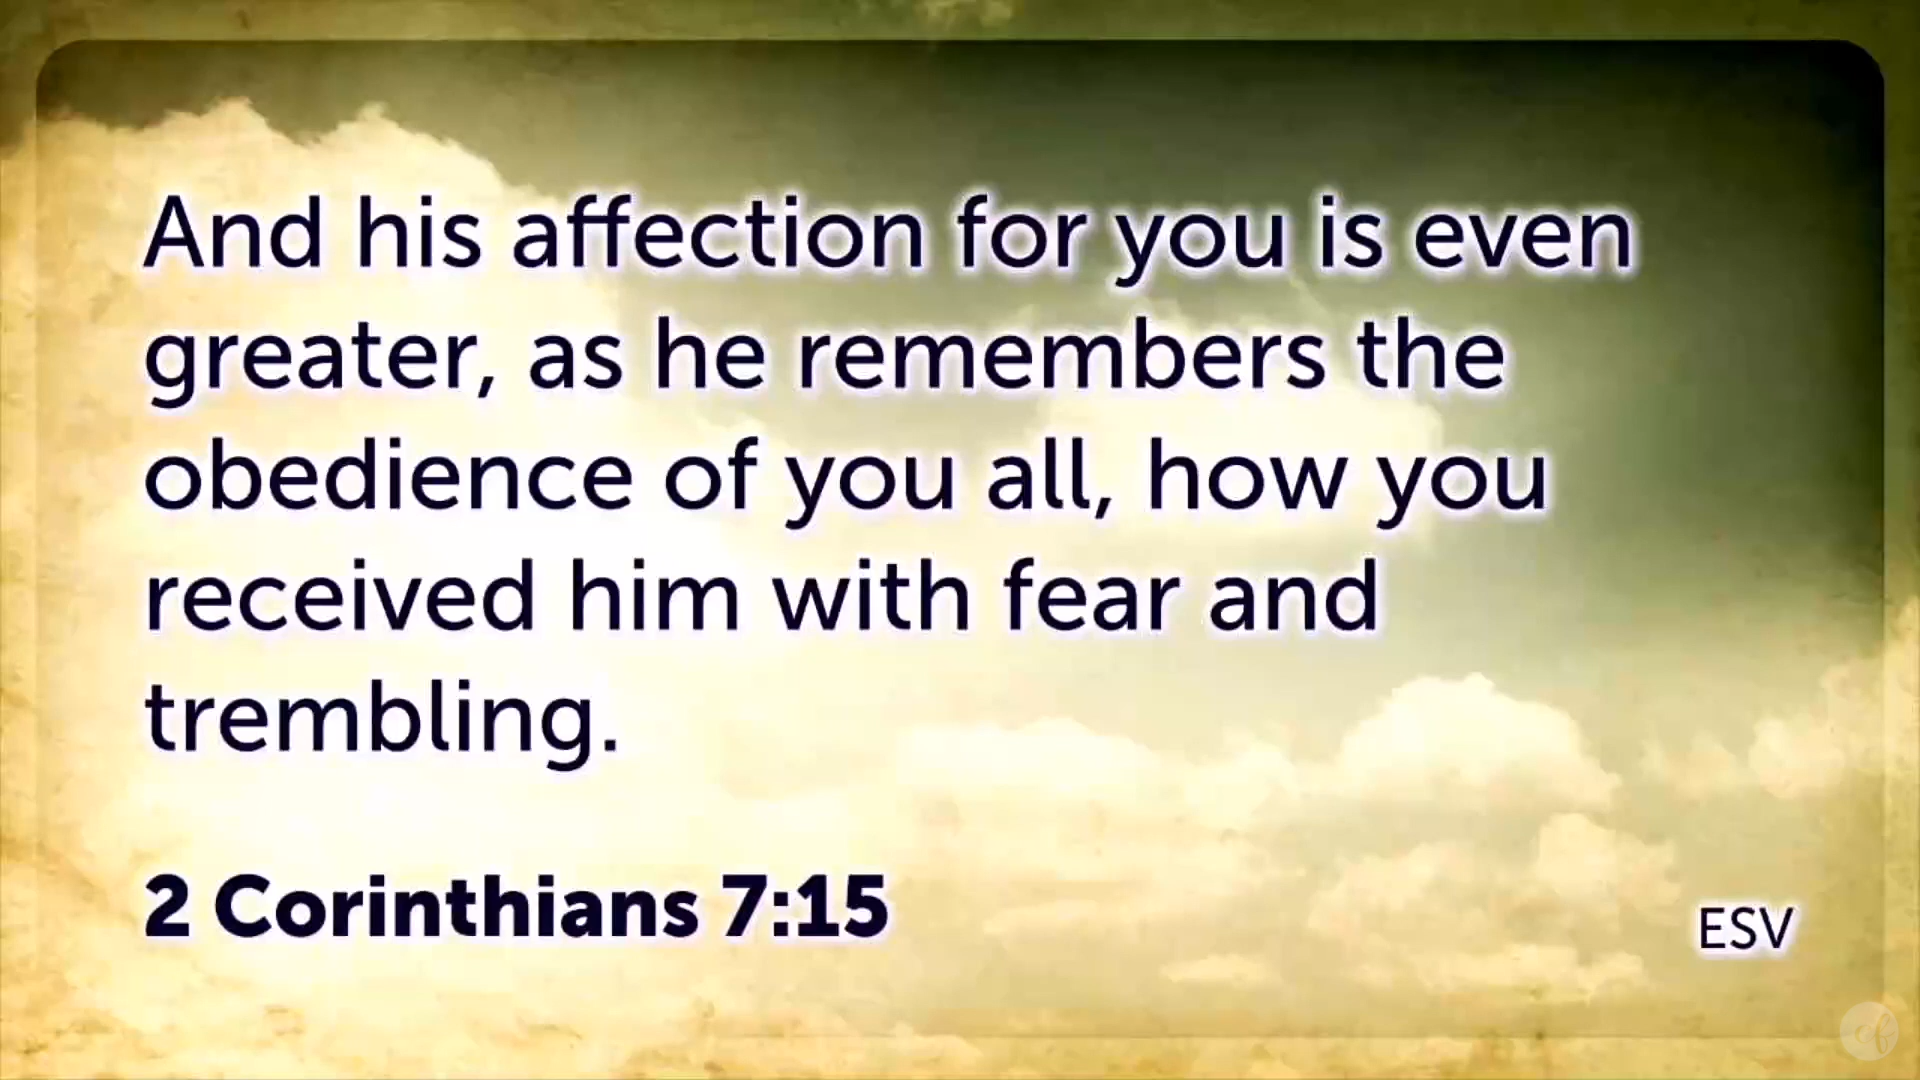 And his affection for you is even
greater, as he remembers the
obedience of you all, how you
received him with fear and
trembling.
2 Corinthians 7:15
ESV